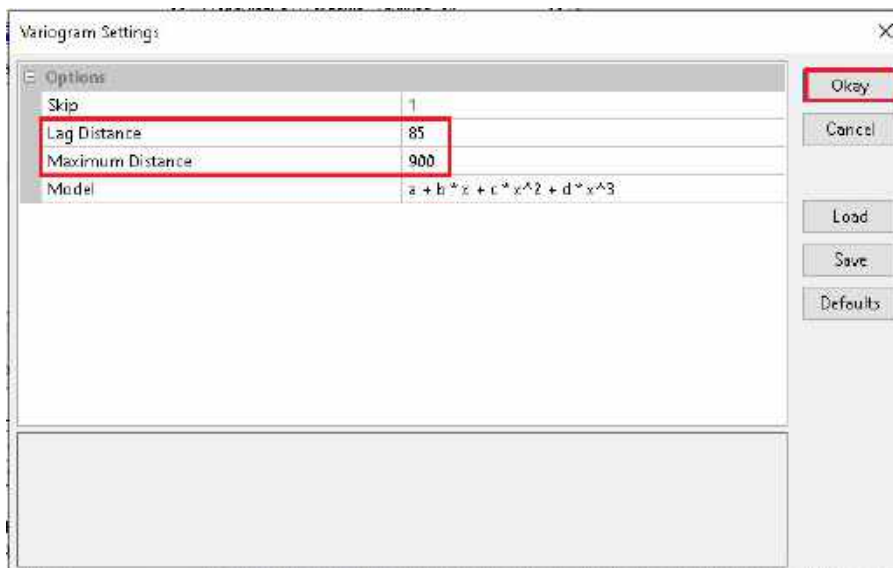 Variogram Settings
Options
Okay
Skip 1
Lag Distance 85
Cancel
Maximum Distance 900
Model a + b * x + c * x^2 + d * x^3
Load
Save
Defaults